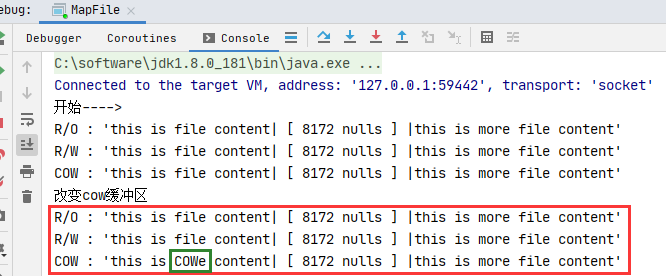 Debug: MapFile
Debugger Coroutines Console
C:\software\jdk1.8.0_181\bin\java.exe ...
Connected to the target VM, address: '127.0.0.1:59442', transport: 'socket'
开始---->
R/O : 'this is file content| [ 8172 nulls ] |this is more file content'
R/W : 'this is file content| [ 8172 nulls ] |this is more file content'
COW : 'this is file content| [ 8172 nulls ] |this is more file content'
改变cow缓冲区
R/O : 'this is file content| [ 8172 nulls ] |this is more file content'
R/W : 'this is file content| [ 8172 nulls ] |this is more file content'
COW : 'this is COWe content| [ 8172 nulls ] |this is more file content'